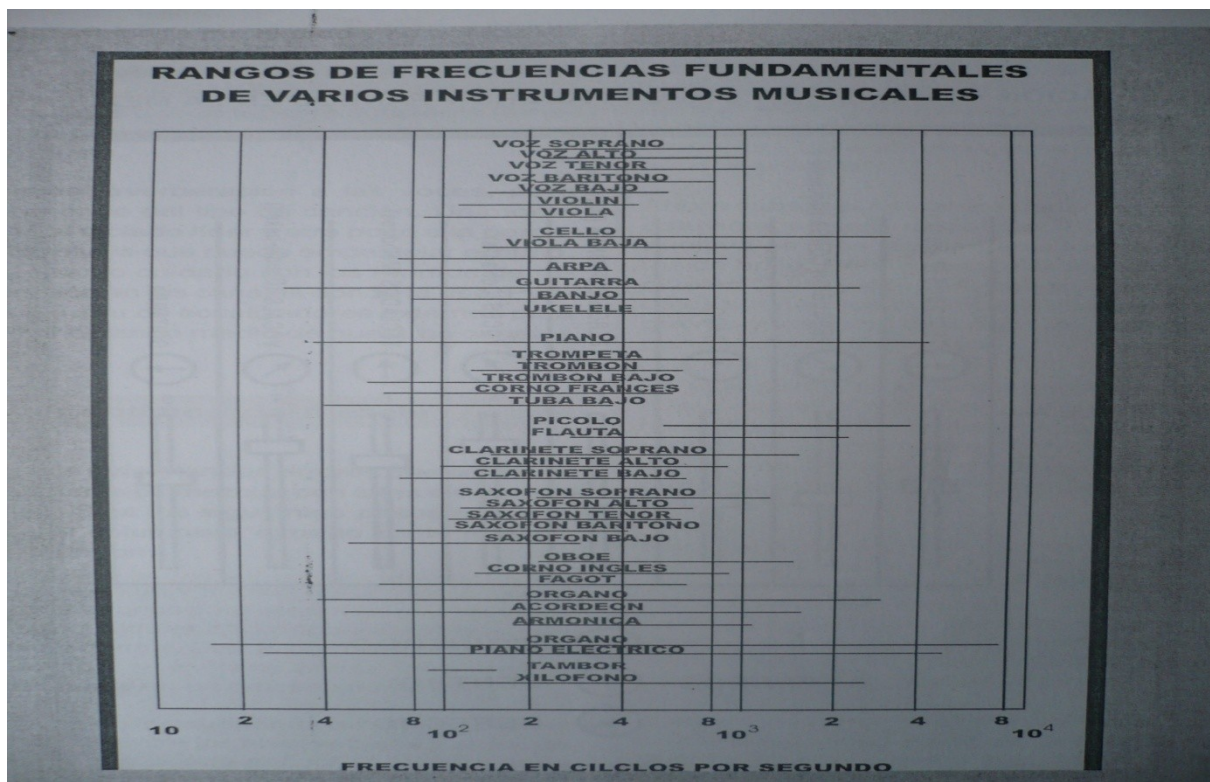 RANGOS DE FRECUENCIAS FUNDAMENTALES
DE VARIOS INSTRUMENTOS MUSICALES
VOZ SOPRANO
VOZ ALTO
VOZ TENOR
VOZ BARITONO
VOZ BAJO
VIOLIN
VIOLA
CELLO
VIOLA BAJA
ARPA
GUITARRA
BANJO
UKELELE
PIANO
TROMPETA
TROMBON
TROMBON BAJO
CORNO FRANCES
TUBA BAJO
PICOLO
FLAUTA
CLARINETE SOPRANO
CLARINETE ALTO
CLARINETE BAJO
SAXOFON SOPRANO
SAXOFON ALTO
SAXOFON TENOR
SAXOFON BARITONO
SAXOFON BAJO
OBOE
CORNO INGLES
FAGOT
ORGANO
ACORDEON
ARMONICA
ORGANO
PIANO ELECTRICO
TAMBOR
XILOFONO
2 4 8 2 4 8 2 4 8
10 10² 10³ 10⁴
FRECUENCIA EN CILCLOS POR SEGUNDO